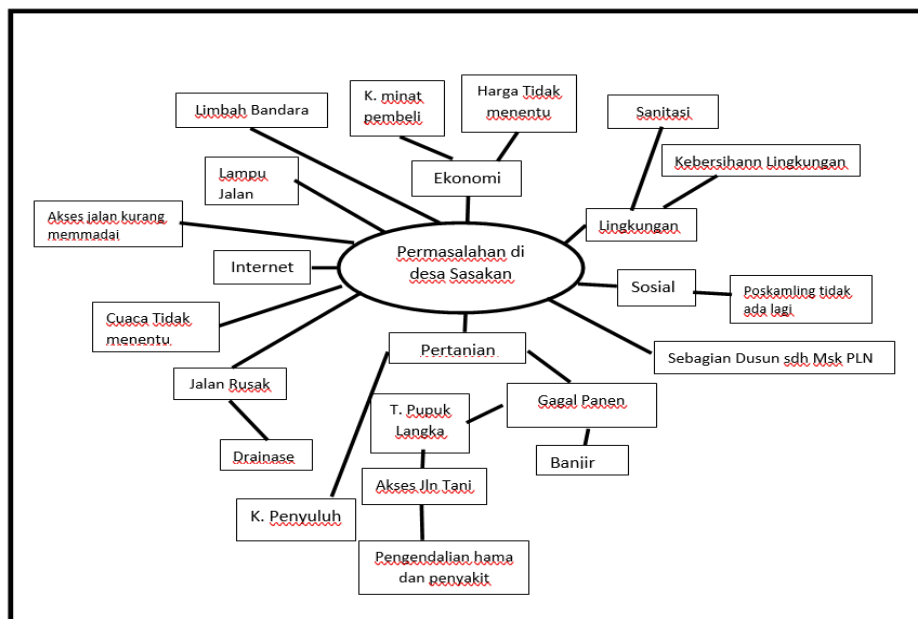 Limbah Bandara
K. minat
pembeli
Harga Tidak
menentu
Sanitasi
Kebersihann Lingkungan
Lampu
Jalan
Ekonomi
Akses jalan kurang
memmadai
Lingkungan
Permasalahan di
desa Sasakan
Internet
Sosial
Poskamling tidak
ada lagi
Cuaca Tidak
menentu
Pertanian
Sebagian Dusun sdh Msk PLN
Jalan Rusak
Gagal Panen
T. Pupuk
Langka
Drainase
Banjir
Akses Jln Tani
K. Penyuluh
Pengendalian hama
dan penyakit